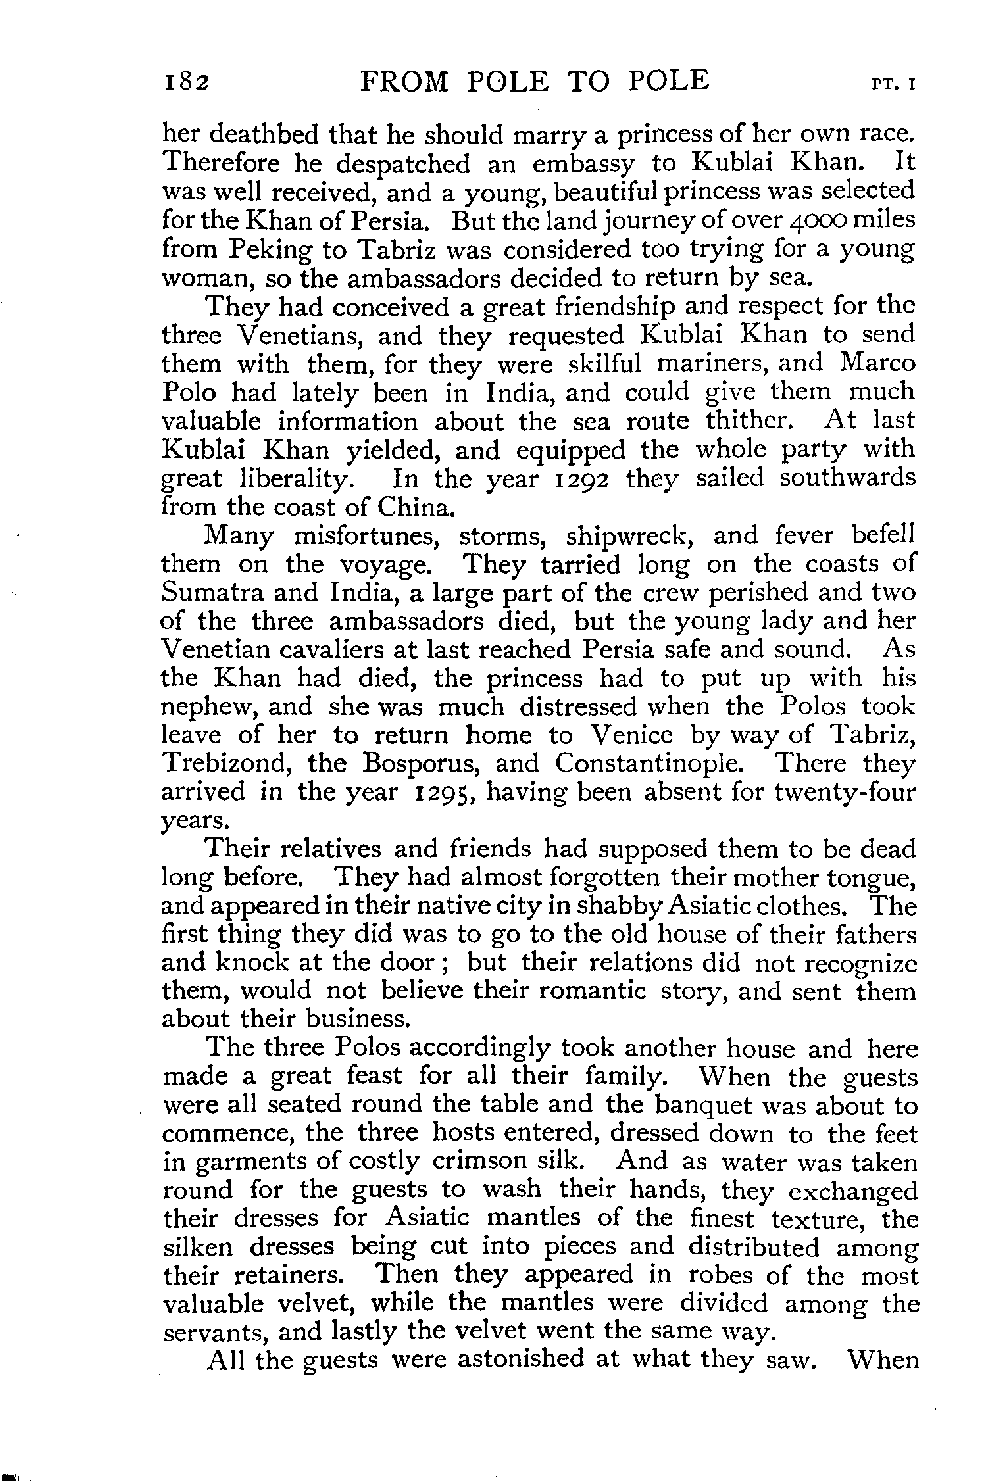 182 FROM POLE TO POLE PT. I
her deathbed that he should marry a princess of her own race.
Therefore he despatched an embassy to Kublai Khan. It
was well received, and a young, beautiful princess was selected
for the Khan of Persia. But the land journey of over 4000 miles
from Peking to Tabriz was considered too trying for a young
woman, so the ambassadors decided to return by sea.
They had conceived a great friendship and respect for the
three Venetians, and they requested Kublai Khan to send
them with them, for they were skilful mariners, and Marco
Polo had lately been in India, and could give them much
valuable information about the sea route thither. At last
Kublai Khan yielded, and equipped the whole party with
great liberality. In the year 1292 they sailed southwards
from the coast of China.
Many misfortunes, storms, shipwreck, and fever befell
them on the voyage. They tarried long on the coasts of
Sumatra and India, a large part of the crew perished and two
of the three ambassadors died, but the young lady and her
Venetian cavaliers at last reached Persia safe and sound. As
the Khan had died, the princess had to put up with his
nephew, and she was much distressed when the Polos took
leave of her to return home to Venice by way of Tabriz,
Trebizond, the Bosporus, and Constantinople. There they
arrived in the year 1295, having been absent for twenty-four
years.
Their relatives and friends had supposed them to be dead
long before. They had almost forgotten their mother tongue,
and appeared in their native city in shabby Asiatic clothes. The
first thing they did was to go to the old house of their fathers
and knock at the door; but their relations did not recognize
them, would not believe their romantic story, and sent them
about their business.
The three Polos accordingly took another house and here
made a great feast for all their family. When the guests
were all seated round the table and the banquet was about to
commence, the three hosts entered, dressed down to the feet
in garments of costly crimson silk. And as water was taken
round for the guests to wash their hands, they exchanged
their dresses for Asiatic mantles of the finest texture, the
silken dresses being cut into pieces and distributed among
their retainers. Then they appeared in robes of the most
valuable velvet, while the mantles were divided among the
servants, and lastly the velvet went the same way.
All the guests were astonished at what they saw. When